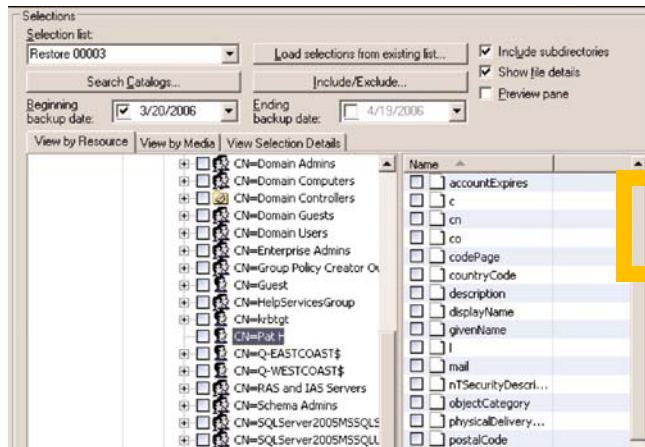 Selections
Selection list:
Restore 00003
Load selections from existing list...
Include subdirectories
Search Catalogs...
Include/Exclude...
Show file details
Preview pane
Beginning backup date:
3/20/2006
Ending backup date:
4/19/2006
View by Resource
View by Media
View Selection Details
CN=Domain Admins
CN=Domain Computers
CN=Domain Controllers
CN=Domain Guests
CN=Domain Users
CN=Enterprise Admins
CN=Group Policy Creator Ow
CN=Guest
CN=HelpServicesGroup
CN=krbtgt
CN=Pat H
CN=Q-EASTCOAST$
CN=Q-WESTCOAST$
CN=RAS and IAS Servers
CN=Schema Admins
CN=SQLServer2005MSSQLS
CN=SQLServer2005MSSQLU
Name
accountExpires
c
cn
co
codePage
countryCode
description
displayName
givenName
l
mail
nTSecurityDescri...
objectCategory
physicalDelivery...
postalCode